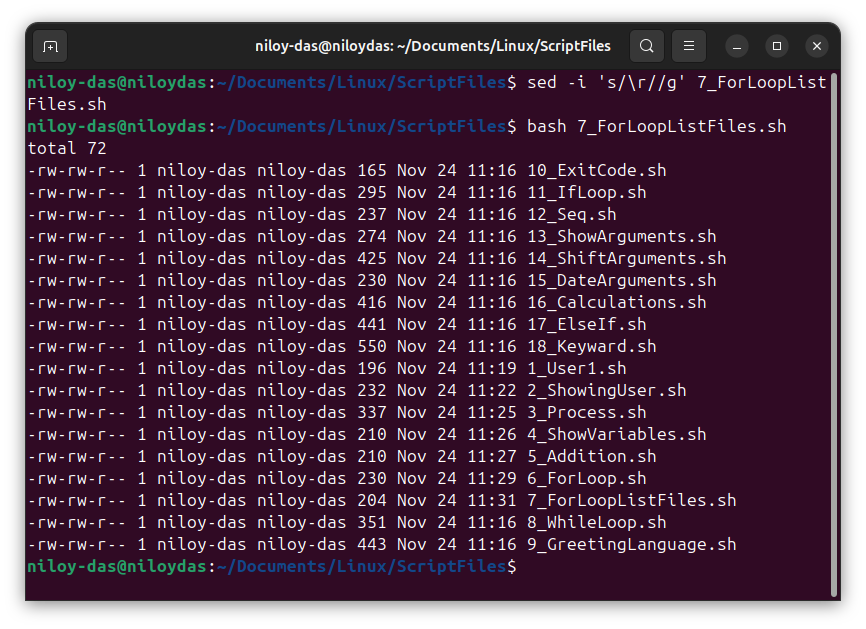 niloy-das@niloydas: ~/Documents/Linux/ScriptFiles
niloy-das@niloydas:~/Documents/Linux/ScriptFiles$ sed -i 's/\r//g' 7_ForLoopList
Files.sh
niloy-das@niloydas:~/Documents/Linux/ScriptFiles$ bash 7_ForLoopListFiles.sh
total 72
-rw-rw-r-- 1 niloy-das niloy-das 165 Nov 24 11:16 10_ExitCode.sh
-rw-rw-r-- 1 niloy-das niloy-das 295 Nov 24 11:16 11_IfLoop.sh
-rw-rw-r-- 1 niloy-das niloy-das 237 Nov 24 11:16 12_Seq.sh
-rw-rw-r-- 1 niloy-das niloy-das 274 Nov 24 11:16 13_ShowArguments.sh
-rw-rw-r-- 1 niloy-das niloy-das 425 Nov 24 11:16 14_ShiftArguments.sh
-rw-rw-r-- 1 niloy-das niloy-das 230 Nov 24 11:16 15_DateArguments.sh
-rw-rw-r-- 1 niloy-das niloy-das 416 Nov 24 11:16 16_Calculations.sh
-rw-rw-r-- 1 niloy-das niloy-das 441 Nov 24 11:16 17_ElseIf.sh
-rw-rw-r-- 1 niloy-das niloy-das 550 Nov 24 11:16 18_Keyward.sh
-rw-rw-r-- 1 niloy-das niloy-das 196 Nov 24 11:19 1_User1.sh
-rw-rw-r-- 1 niloy-das niloy-das 232 Nov 24 11:22 2_ShowingUser.sh
-rw-rw-r-- 1 niloy-das niloy-das 337 Nov 24 11:25 3_Process.sh
-rw-rw-r-- 1 niloy-das niloy-das 210 Nov 24 11:26 4_ShowVariables.sh
-rw-rw-r-- 1 niloy-das niloy-das 210 Nov 24 11:27 5_Addition.sh
-rw-rw-r-- 1 niloy-das niloy-das 230 Nov 24 11:29 6_ForLoop.sh
-rw-rw-r-- 1 niloy-das niloy-das 204 Nov 24 11:31 7_ForLoopListFiles.sh
-rw-rw-r-- 1 niloy-das niloy-das 351 Nov 24 11:16 8_WhileLoop.sh
-rw-rw-r-- 1 niloy-das niloy-das 443 Nov 24 11:16 9_GreetingLanguage.sh
niloy-das@niloydas:~/Documents/Linux/ScriptFiles$